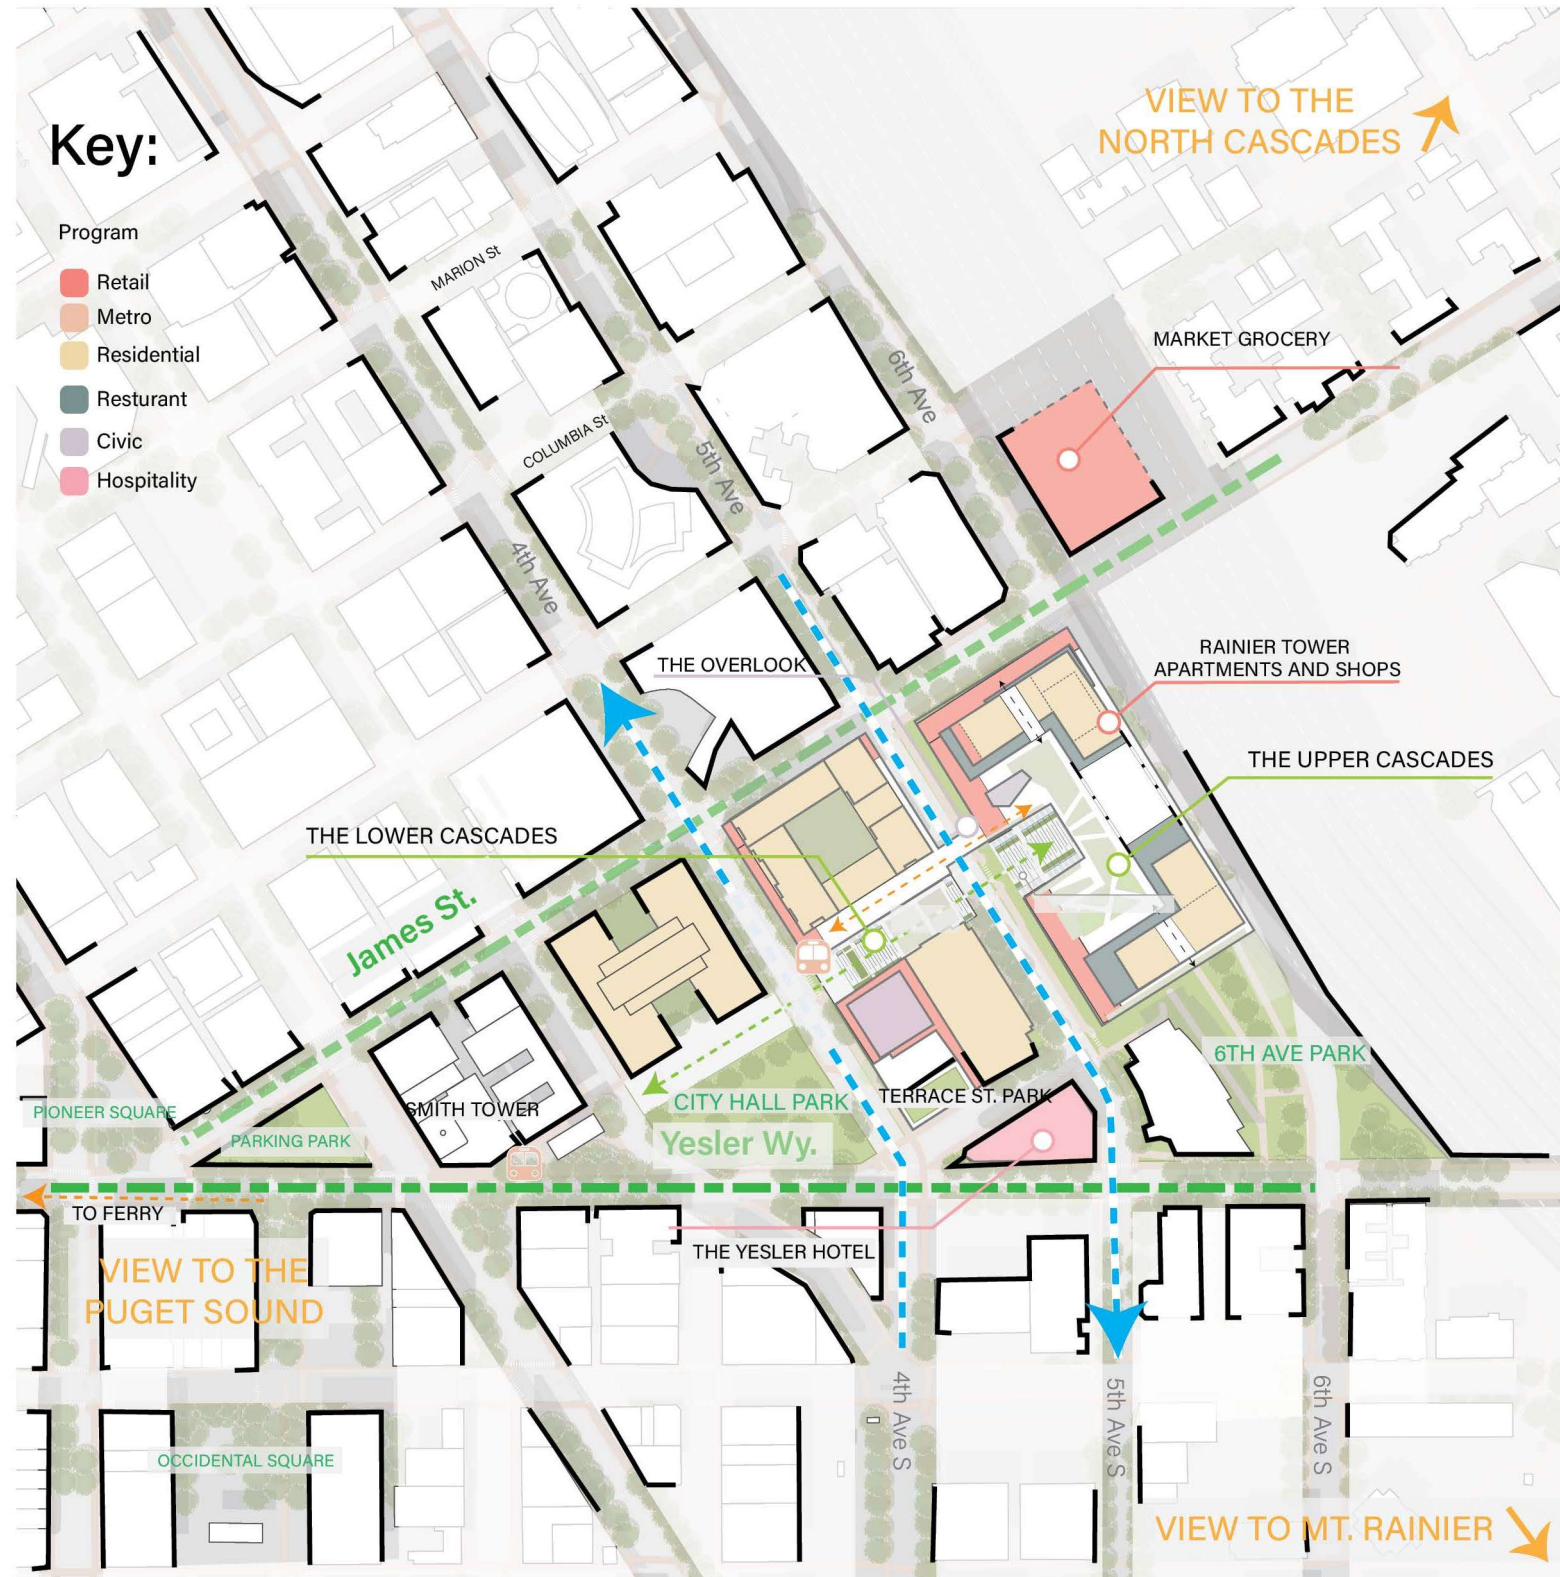 VIEW TO THE
NORTH CASCADES
Key:
Program
Retail
Metro
Residential
Resturant
Civic
Hospitality
MARION St
COLUMBIA St
6th Ave
5th Ave
4th Ave
MARKET GROCERY
THE OVERLOOK
RAINIER TOWER
APARTMENTS AND SHOPS
THE UPPER CASCADES
THE LOWER CASCADES
James St.
6TH AVE PARK
CITY HALL PARK
TERRACE ST. PARK
SMITH TOWER
PIONEER SQUARE
PARKING PARK
Yesler Wy.
TO FERRY
THE YESLER HOTEL
VIEW TO THE
PUGET SOUND
4th Ave S
5th Ave S
6th Ave S
OCCIDENTAL SQUARE
VIEW TO MT. RAINIER